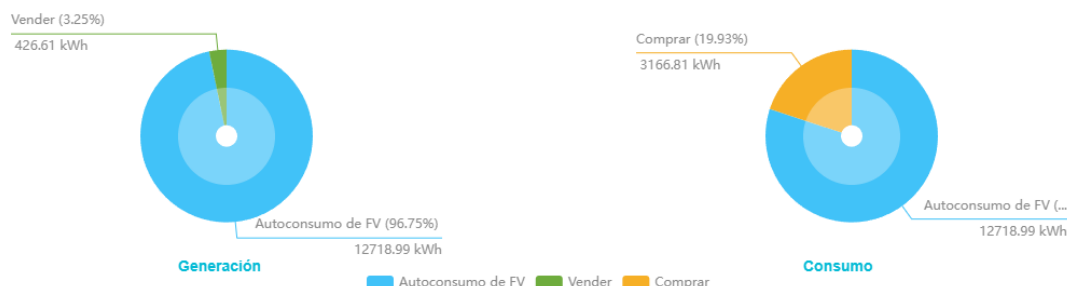 Vender (3.25%)
426.61 kWh
Autoconsumo de FV (96.75%)
12718.99 kWh
Generación
Comprar (19.93%)
3166.81 kWh
Autoconsumo de FV (...
12718.99 kWh
Consumo
Autoconsumo de FV Vender Comprar